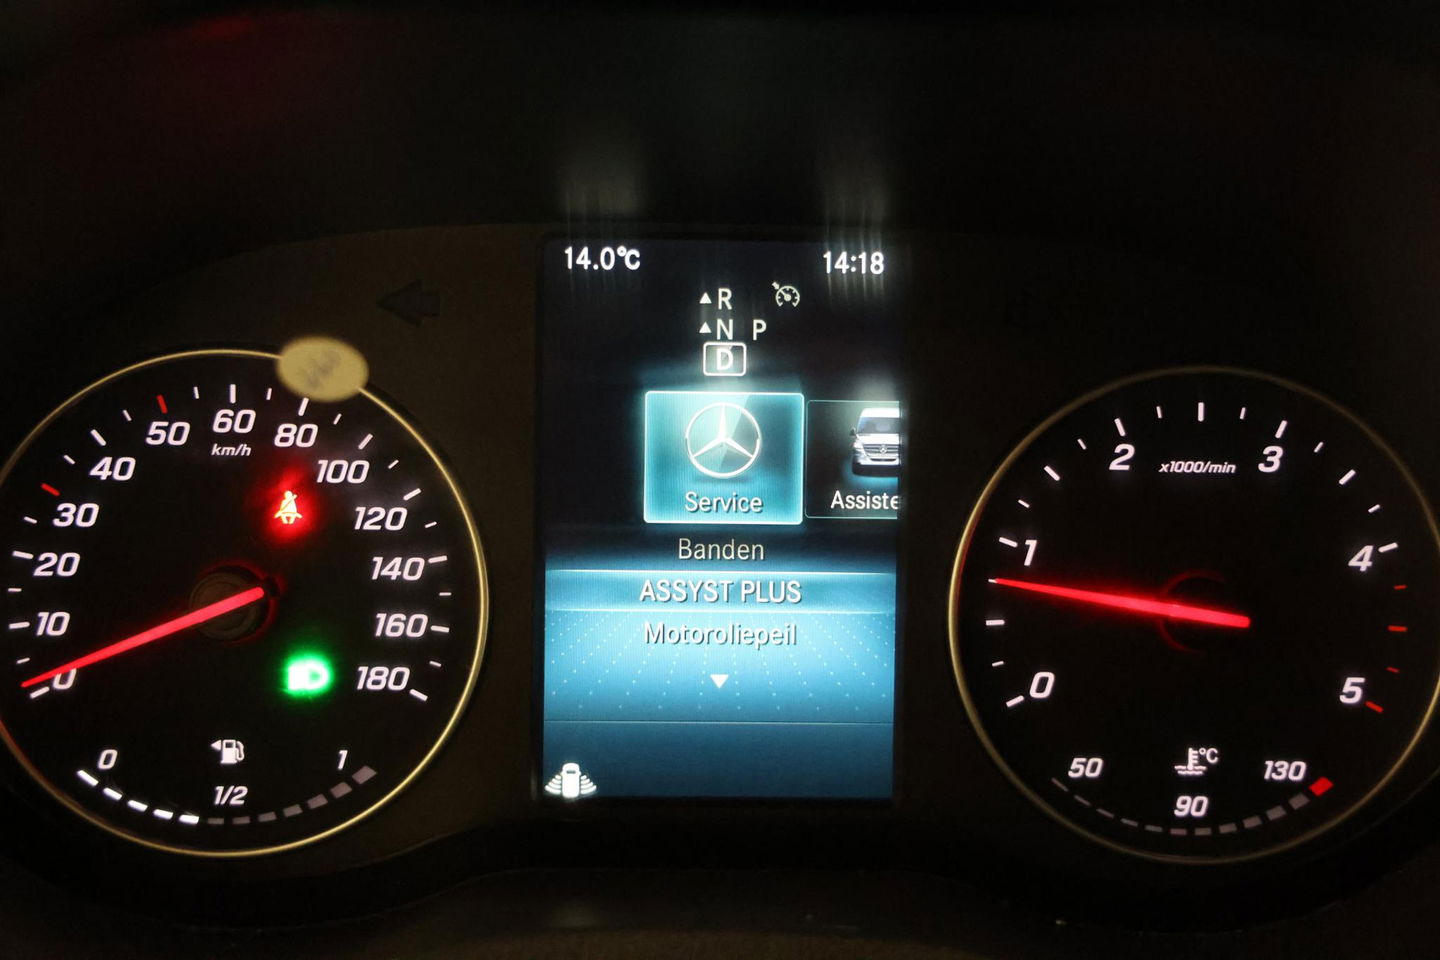 14.0°C 14:18
R
N P
D
Service Assiste
Banden
ASSYST PLUS
Motoroliepeil
0 10 20 30 40 50 60 80 100 120 140 160 180
km/h
0 1/2 1
0 1 2 3 4 5
x1000/min
°C
50 90 130